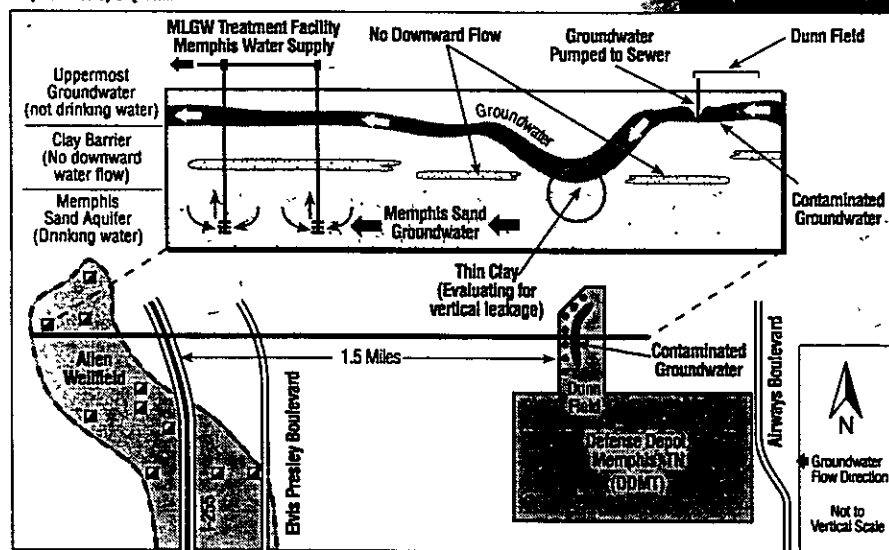 MLGW Treatment Facility
Memphis Water Supply
No Downward Flow
Groundwater
Pumped to Sewer
Dunn Field
Uppermost
Groundwater
(not drinking water)
Clay Barrier
(No downward
water flow)
Memphis
Sand Aquifer
(Drinking water)
Groundwater
Memphis Sand
Groundwater
Contaminated
Groundwater
Thin Clay
(Evaluating for
vertical leakage)
Allen
Wellfield
1.5 Miles
Contaminated
Groundwater
Dunn
Field
Defense Depot
Memphis TN
(DDMT)
I-255
Elvis Presley Boulevard
Airways Boulevard
N
Groundwater
Flow Direction
Not to
Vertical Scale